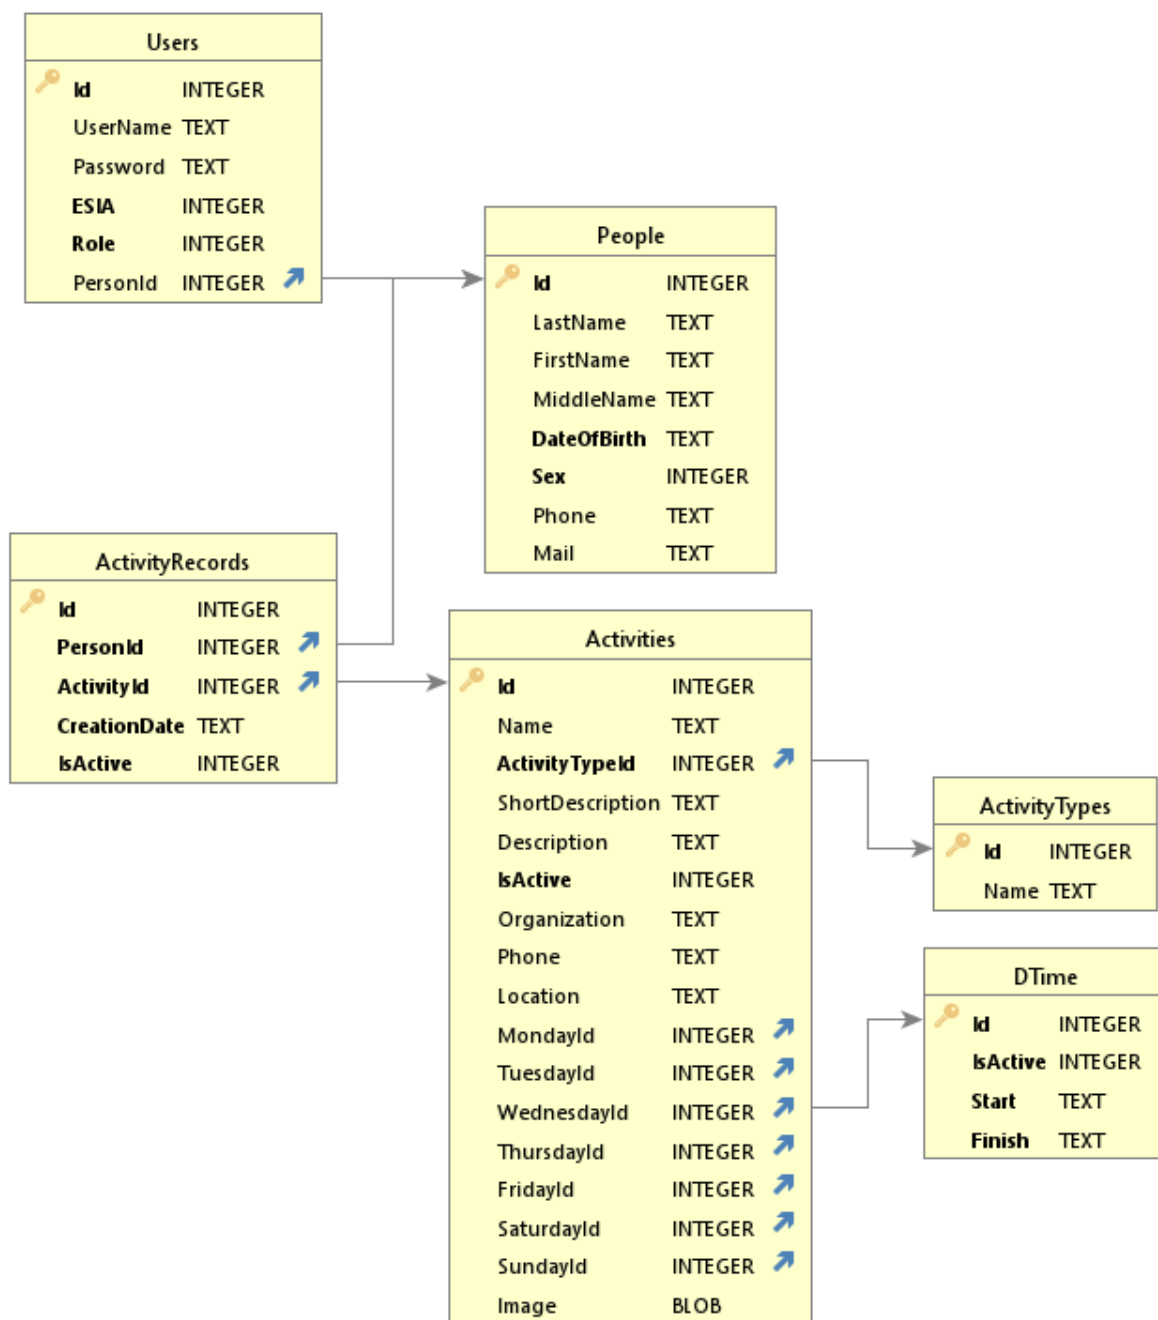 Users
Id INTEGER
UserName TEXT
Password TEXT
ESIA INTEGER
Role INTEGER
PersonId INTEGER
People
Id INTEGER
LastName TEXT
FirstName TEXT
MiddleName TEXT
DateOfBirth TEXT
Sex INTEGER
Phone TEXT
Mail TEXT
ActivityRecords
Id INTEGER
PersonId INTEGER
ActivityId INTEGER
CreationDate TEXT
IsActive INTEGER
Activities
Id INTEGER
Name TEXT
ActivityTypeId INTEGER
ShortDescription TEXT
Description TEXT
IsActive INTEGER
Organization TEXT
Phone TEXT
Location TEXT
MondayId INTEGER
TuesdayId INTEGER
WednesdayId INTEGER
ThursdayId INTEGER
FridayId INTEGER
SaturdayId INTEGER
SundayId INTEGER
Image BLOB
ActivityTypes
Id INTEGER
Name TEXT
DTime
Id INTEGER
IsActive INTEGER
Start TEXT
Finish TEXT